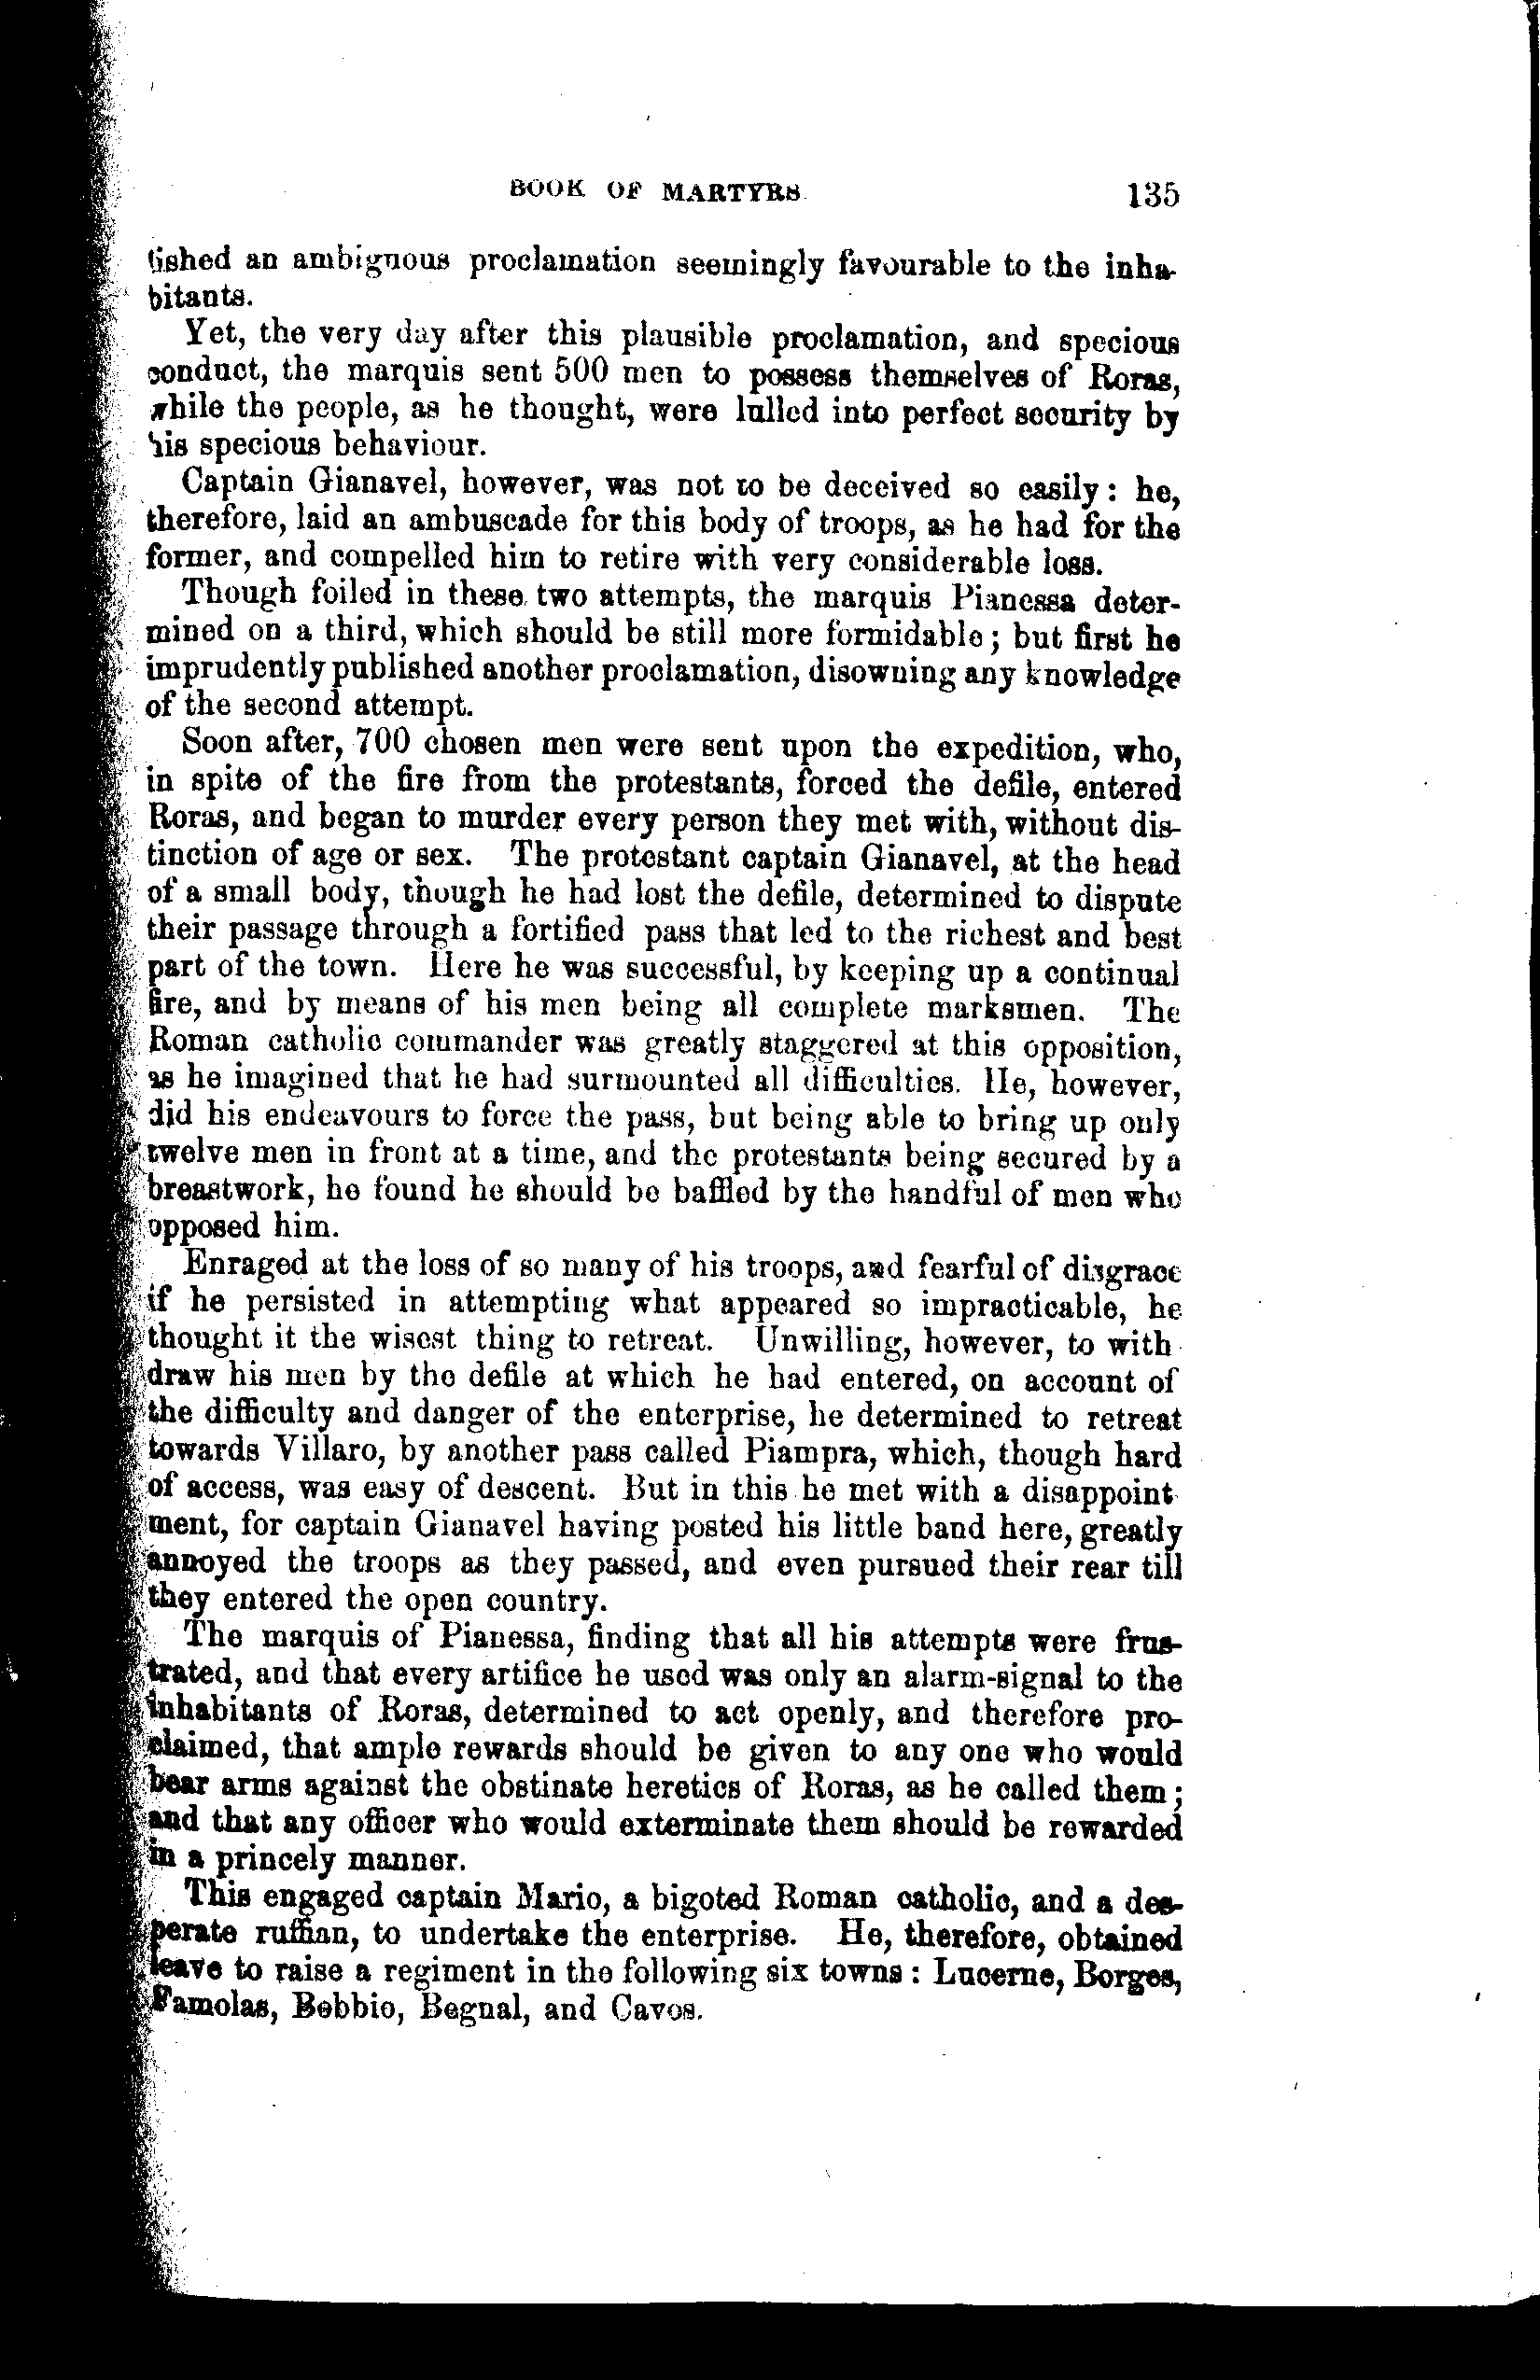 BOOK OF MARTYRS 135
lished an ambiguous proclamation seemingly favourable to the inha-
bitants.
Yet, the very day after this plausible proclamation, and specious
conduct, the marquis sent 500 men to possess themselves of Roras,
while the people, as he thought, were lulled into perfect security by
his specious behaviour.
Captain Gianavel, however, was not to be deceived so easily: he,
therefore, laid an ambuscade for this body of troops, as he had for the
former, and compelled him to retire with very considerable loss.
Though foiled in these two attempts, the marquis Pianessa deter-
mined on a third, which should be still more formidable; but first he
imprudently published another proclamation, disowning any knowledge
of the second attempt.
Soon after, 700 chosen men were sent upon the expedition, who,
in spite of the fire from the protestants, forced the defile, entered
Roras, and began to murder every person they met with, without dis-
tinction of age or sex. The protestant captain Gianavel, at the head
of a small body, though he had lost the defile, determined to dispute
their passage through a fortified pass that led to the richest and best
part of the town. Here he was successful, by keeping up a continual
fire, and by means of his men being all complete marksmen. The
Roman catholic commander was greatly staggered at this opposition,
as he imagined that he had surmounted all difficulties. He, however,
did his endeavours to force the pass, but being able to bring up only
twelve men in front at a time, and the protestants being secured by a
breastwork, he found he should be baffled by the handful of men who
opposed him.
Enraged at the loss of so many of his troops, and fearful of disgrace
if he persisted in attempting what appeared so impracticable, he
thought it the wisest thing to retreat. Unwilling, however, to with-
draw his men by the defile at which he had entered, on account of
the difficulty and danger of the enterprise, he determined to retreat
towards Villaro, by another pass called Piampra, which, though hard
of access, was easy of descent. But in this he met with a disappoint-
ment, for captain Gianavel having posted his little band here, greatly
annoyed the troops as they passed, and even pursued their rear till
they entered the open country.
The marquis of Pianessa, finding that all his attempts were frus-
trated, and that every artifice he used was only an alarm-signal to the
inhabitants of Roras, determined to act openly, and therefore pro-
claimed, that ample rewards should be given to any one who would
bear arms against the obstinate heretics of Roras, as he called them;
and that any officer who would exterminate them should be rewarded
in a princely manner.
This engaged captain Mario, a bigoted Roman catholic, and a des-
perate ruffian, to undertake the enterprise. He, therefore, obtained
leave to raise a regiment in the following six towns: Lucerne, Borges,
Famolas, Bobbio, Begnal, and Cavos.